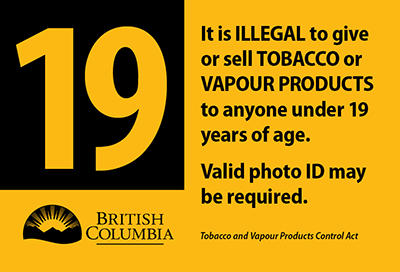 19
It is ILLEGAL to give
or sell TOBACCO or
VAPOUR PRODUCTS
to anyone under 19
years of age.
Valid photo ID may
be required.
BRITISH
COLUMBIA
Tobacco and Vapour Products Control Act